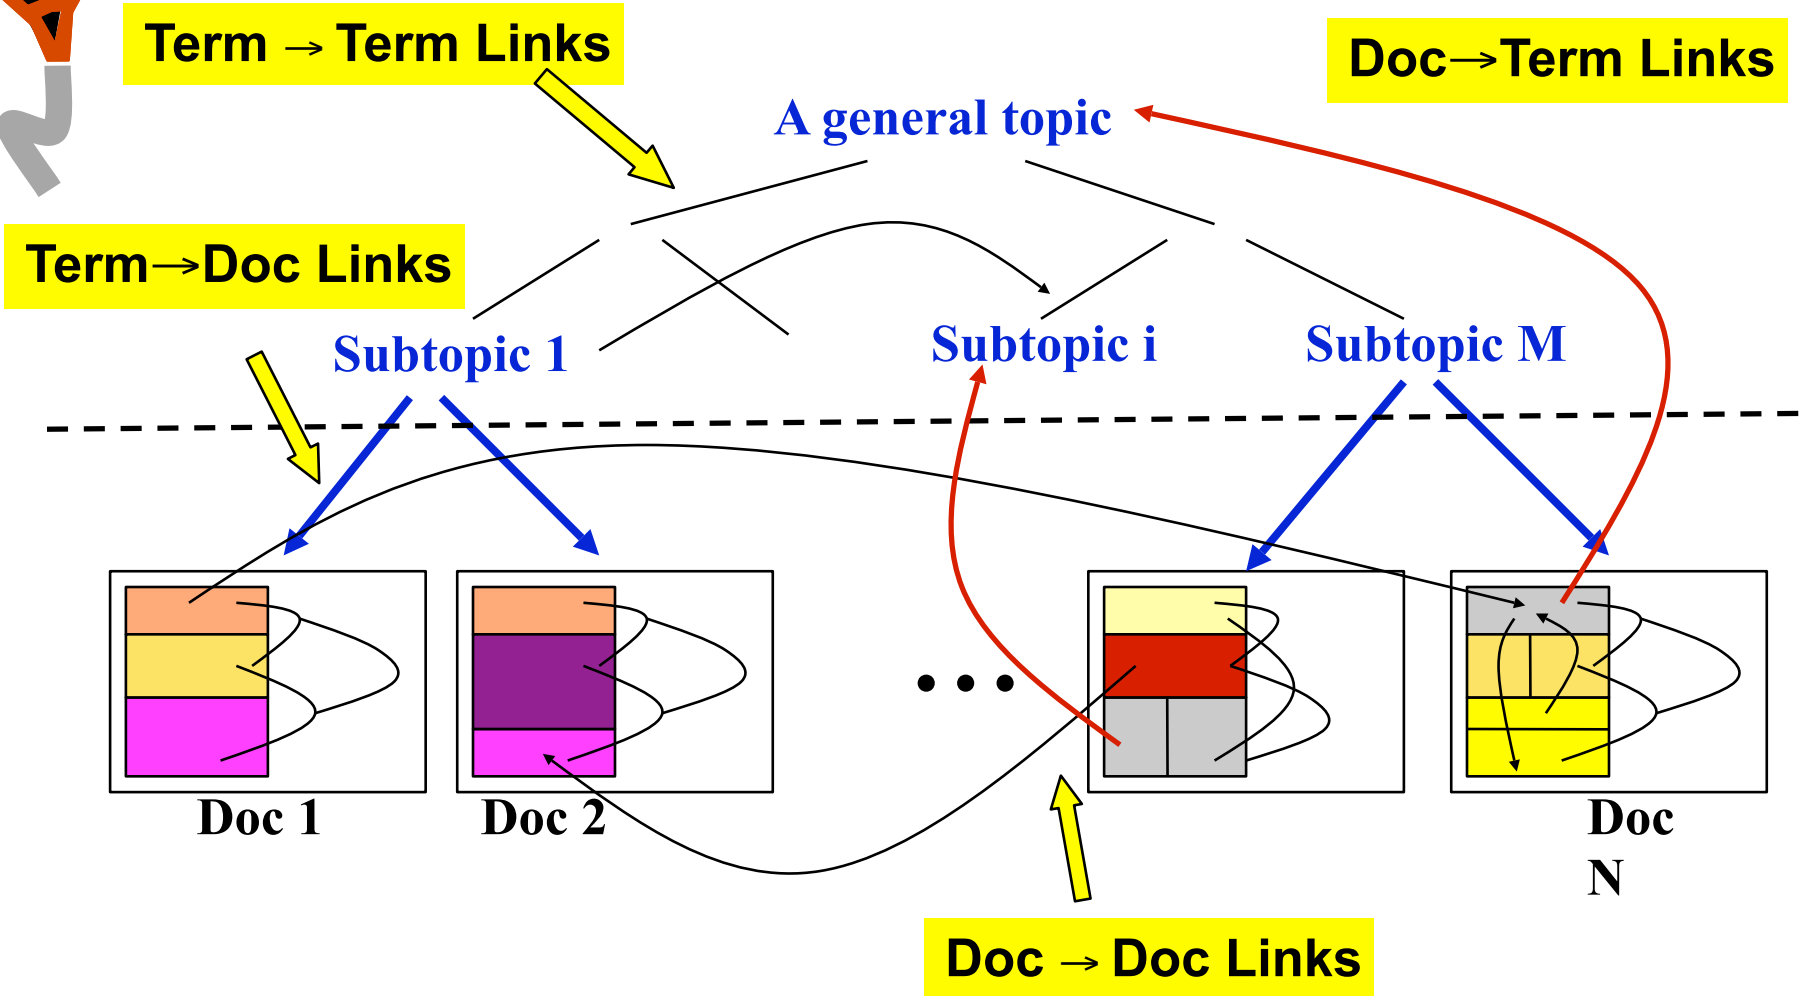 Term → Term Links
Doc→Term Links
A general topic
Term→Doc Links
Subtopic 1
Subtopic i
Subtopic M
• • •
Doc 1
Doc 2
Doc
N
Doc → Doc Links